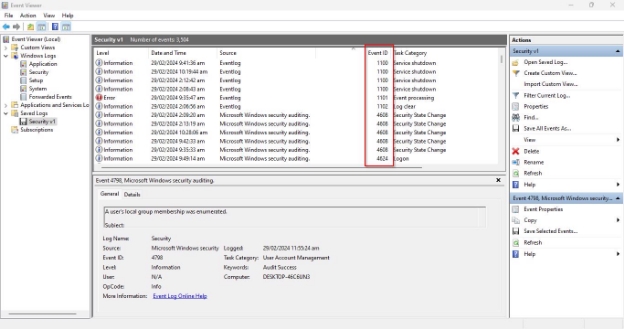 Event Viewer
File Action View Help
Event Viewer (Local)
Custom Views
Windows Logs
Application
Security
Setup
System
Forwarded Events
Applications and Services Lo
Saved Logs
Security v1
Subscriptions
Security v1 Number of events: 3,504
Level Date and Time Source Event ID Task Category
Information 29/02/2024 9:41:36 am Eventlog 1100 Service shutdown
Information 29/02/2024 10:19:44 am Eventlog 1100 Service shutdown
Information 29/02/2024 2:12:42 am Eventlog 1100 Service shutdown
Information 29/02/2024 2:08:43 am Eventlog 1100 Service shutdown
Error 29/02/2024 9:35:47 am Eventlog 1101 Event processing
Information 29/02/2024 2:06:56 am Eventlog 1102 Log clear
Information 29/02/2024 2:09:20 am Microsoft Windows security auditing. 4608 Security State Change
Information 29/02/2024 2:13:19 am Microsoft Windows security auditing. 4608 Security State Change
Information 29/02/2024 10:28:06 am Microsoft Windows security auditing. 4608 Security State Change
Information 29/02/2024 9:42:33 am Microsoft Windows security auditing. 4608 Security State Change
Information 29/02/2024 9:35:33 am Microsoft Windows security auditing. 4608 Security State Change
Information 29/02/2024 9:49:14 am Microsoft Windows security auditing. 4624 Logon
Event 4798, Microsoft Windows security auditing.
General Details
A user's local group membership was enumerated.
Subject:
Log Name: Security
Source: Microsoft Windows security Logged: 29/02/2024 11:55:24 am
Event ID: 4798 Task Category: User Account Management
Level: Information Keywords: Audit Success
User: N/A Computer: DESKTOP-46C6UN3
OpCode: Info
More Information: Event Log Online Help
Actions
Security v1
Open Saved Log...
Create Custom View...
Import Custom View...
Filter Current Log...
Properties
Find...
Save All Events As...
View
Delete
Rename
Refresh
Help
Event 4798, Microsoft Windows security...
Event Properties
Copy
Save Selected Events...
Refresh
Help